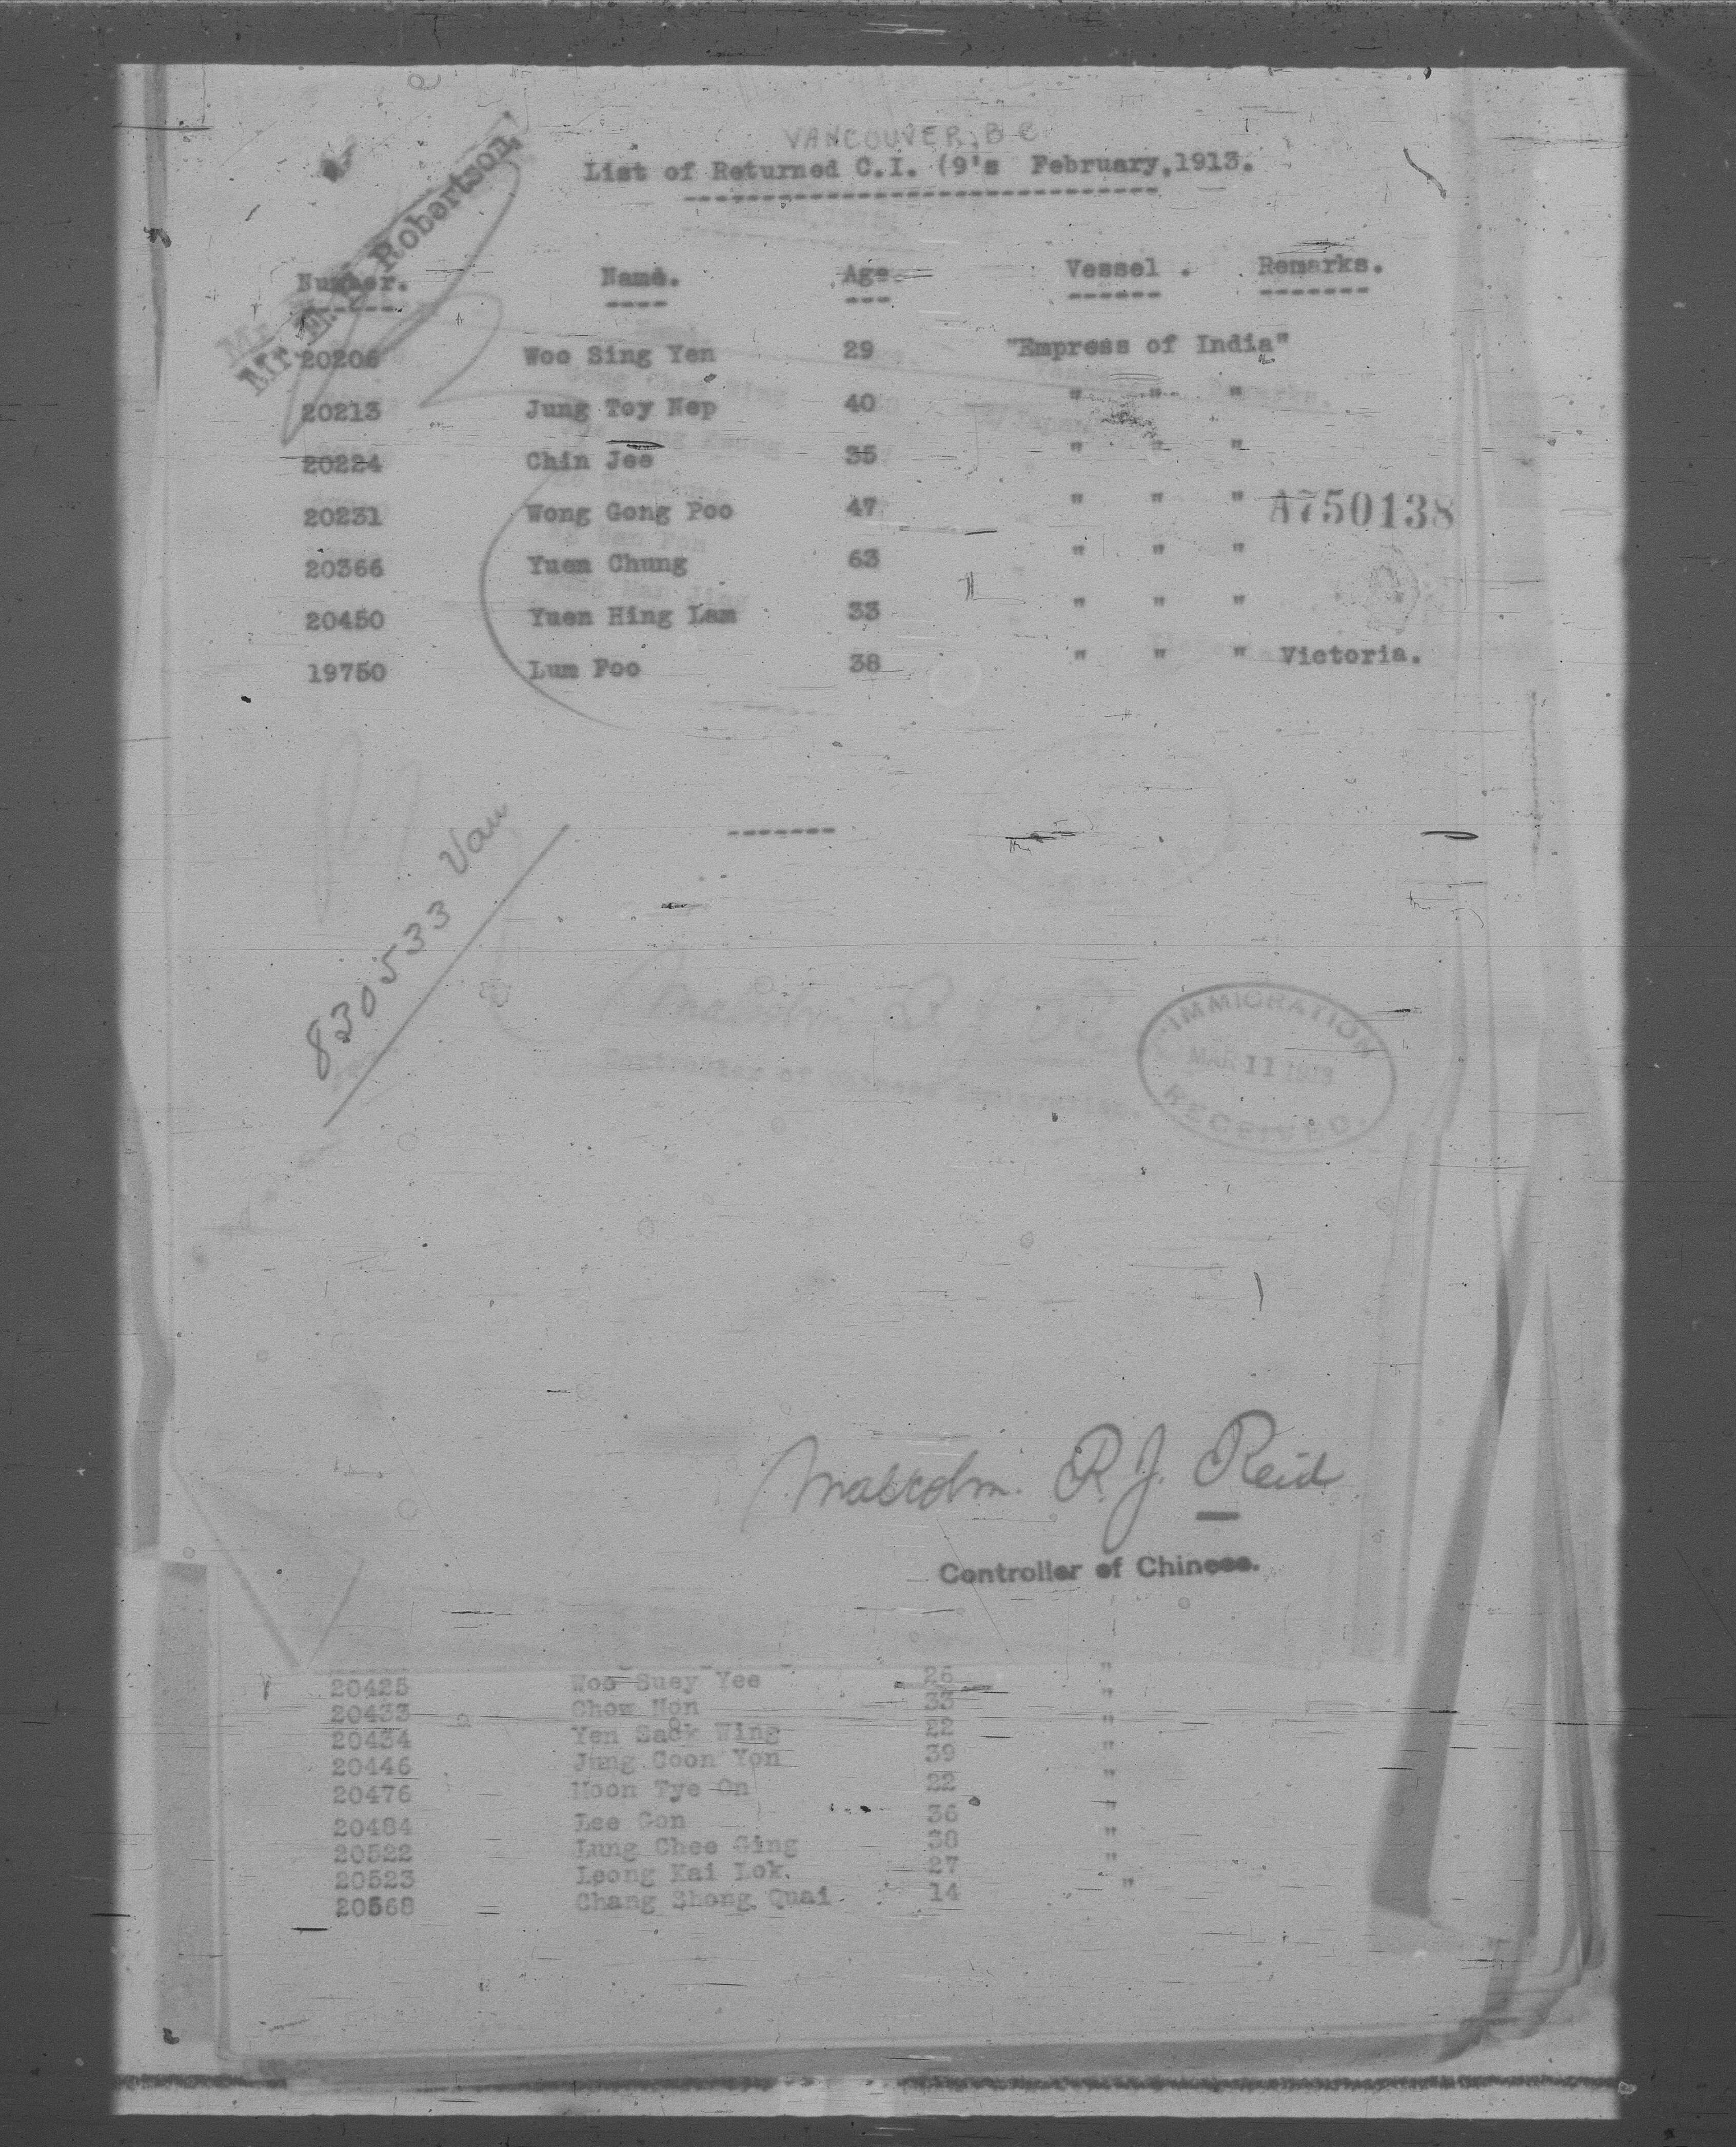 VANCOUVER, B C
List of Returned C.I. (9's February, 1913.
Mr. Robertson,
Number. Name. Age. Vessel. Remarks.
20206 Woo Sing Yen 29 "Empress of India"
20213 Jung Toy Nep 40 " " "
20224 Chin Jee 35 " " "
20231 Wong Gong Poo 47 " " "
A750138
20366 Yuen Chung 63 " " "
20450 Yuen Hing Lam 33 " " "
19750 Lum Foo 38 " " " Victoria.
830533 Van
IMMIGRATION
MAR 11 1913
RECEIVED.
Malcolm. R. J. Reid
Controller of Chinese.
20425 Woo Suey Yee 26 "
20433 Chow Hon 33 "
20434 Yen Sack Wing 22 "
20446 Jung Coon Yon 39 "
20476 Hoon Tye On 22 "
20484 Lee Gon 36 "
20522 Lung Chee Ging 38 "
20523 Leong Kai Lok. 27 "
20568 Chang Shong Quai 14 "